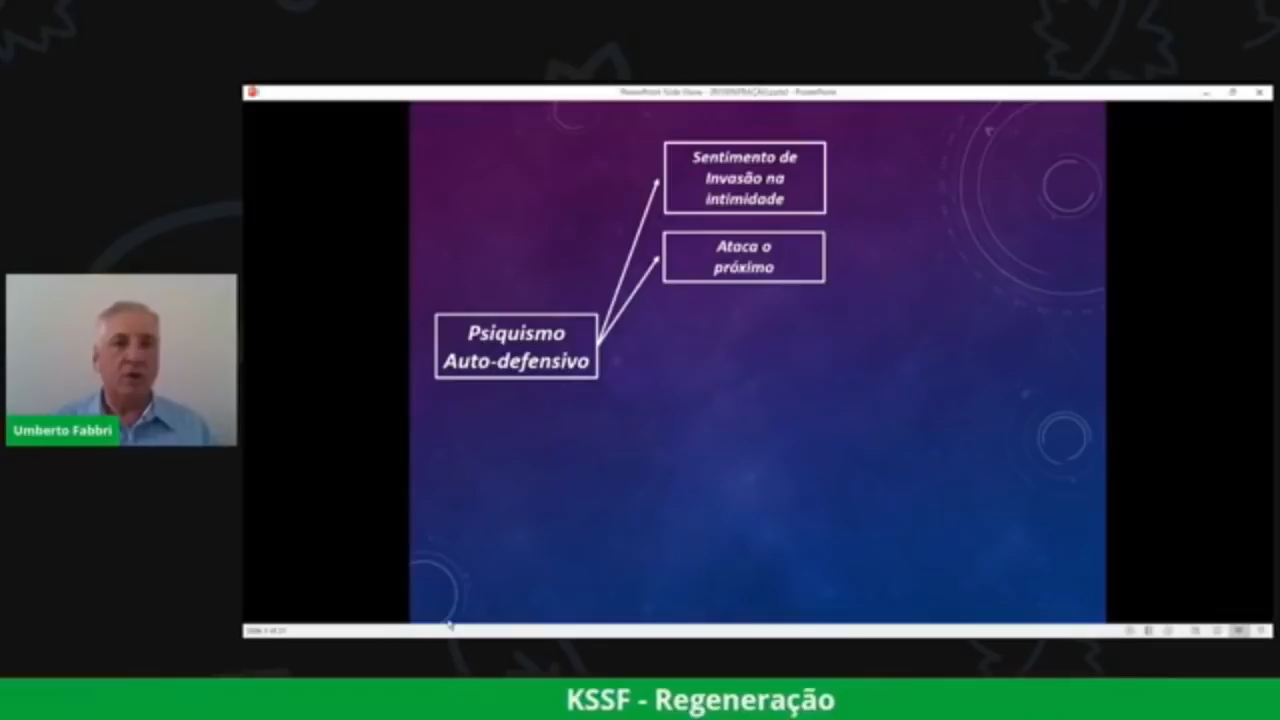 Sentimento de
Invasão na
intimidade
Ataca o
próximo
Psiquismo
Auto-defensivo
Umberto Fabbri
KSSF - Regeneração